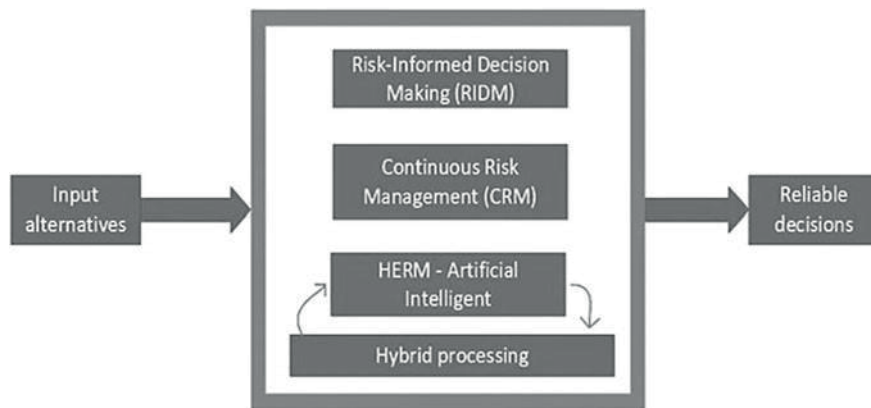 Risk-Informed Decision
Making (RIDM)
Continuous Risk
Management (CRM)
Input
alternatives
Reliable
decisions
HERM - Artificial
Intelligent
Hybrid processing